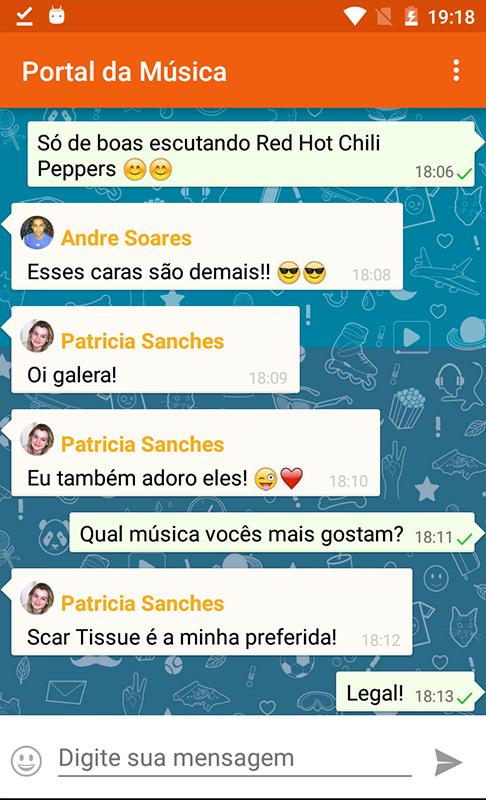 19:18
Portal da Música
Só de boas escutando Red Hot Chili
Peppers 😊😊 18:06
Andre Soares
Esses caras são demais!! 😎😎 18:08
Patricia Sanches
Oi galera! 18:09
Patricia Sanches
Eu também adoro eles! 😜❤️ 18:10
Qual música vocês mais gostam? 18:11
Patricia Sanches
Scar Tissue é a minha preferida! 18:12
Legal! 18:13
Digite sua mensagem